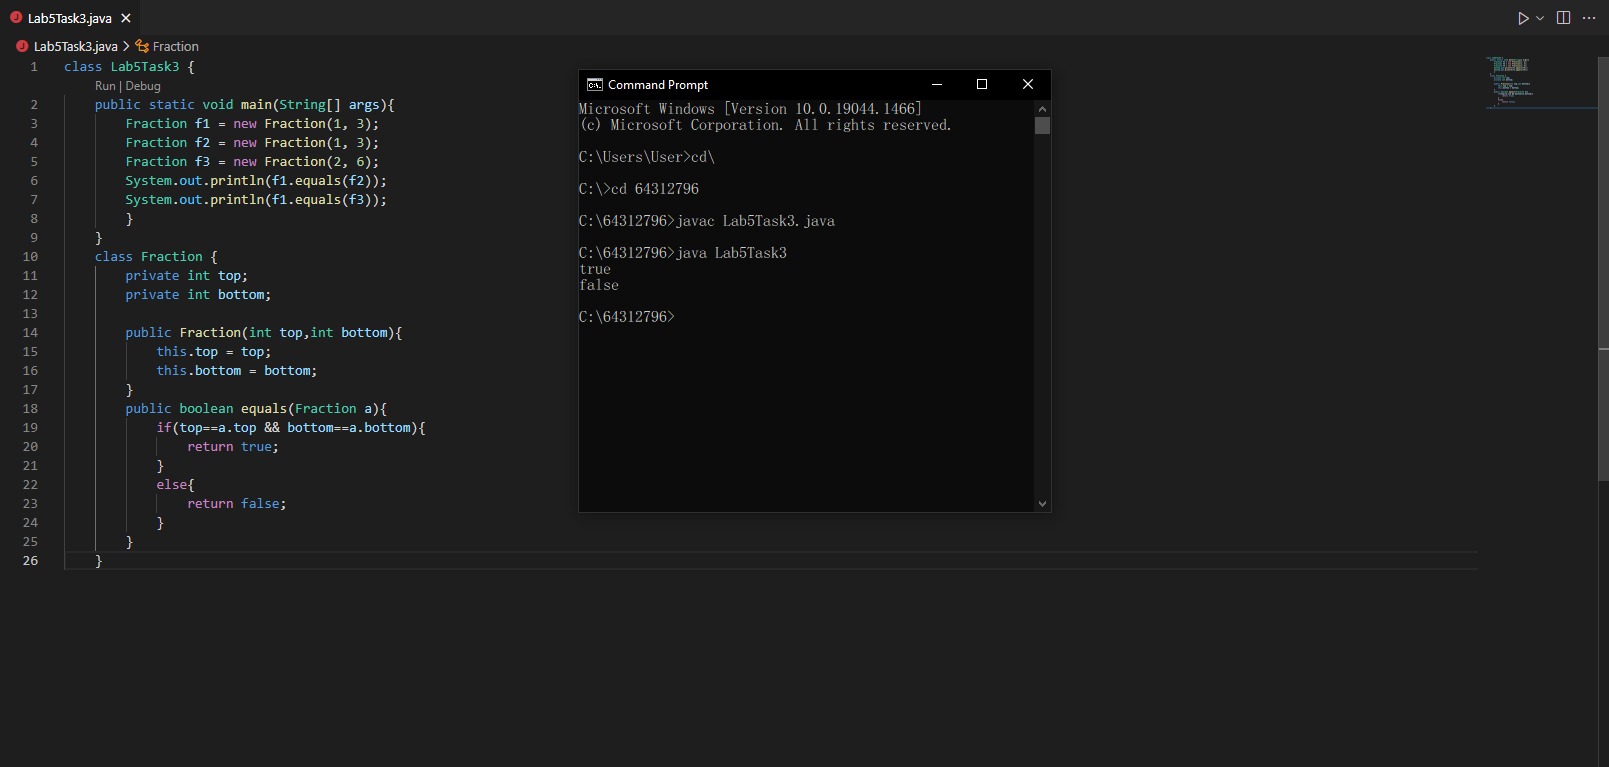 Lab5Task3.java
Lab5Task3.java > Fraction
1 class Lab5Task3 {
Run | Debug
2 public static void main(String[] args){
3 Fraction f1 = new Fraction(1, 3);
4 Fraction f2 = new Fraction(1, 3);
5 Fraction f3 = new Fraction(2, 6);
6 System.out.println(f1.equals(f2));
7 System.out.println(f1.equals(f3));
8 }
9 }
10 class Fraction {
11 private int top;
12 private int bottom;
13
14 public Fraction(int top,int bottom){
15 this.top = top;
16 this.bottom = bottom;
17 }
18 public boolean equals(Fraction a){
19 if(top==a.top && bottom==a.bottom){
20 return true;
21 }
22 else{
23 return false;
24 }
25 }
26 }
Command Prompt
Microsoft Windows [Version 10.0.19044.1466]
(c) Microsoft Corporation. All rights reserved.
C:\Users\User>cd\
C:\>cd 64312796
C:\64312796>javac Lab5Task3.java
C:\64312796>java Lab5Task3
true
false
C:\64312796>